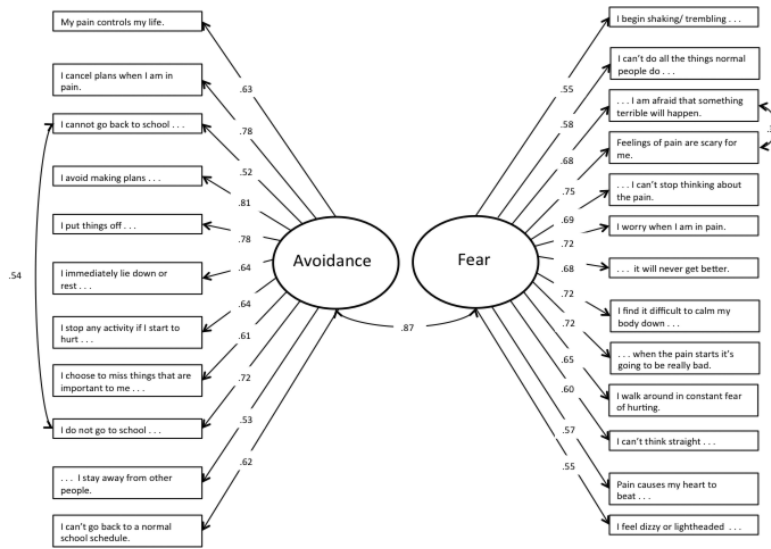 My pain controls my life.
I cancel plans when I am in
pain.
I cannot go back to school . . .
I avoid making plans . . .
I put things off . . .
I immediately lie down or
rest . . .
I stop any activity if I start to
hurt . . .
I choose to miss things that are
important to me . . .
I do not go to school . . .
. . . I stay away from other
people.
I can't go back to a normal
school schedule.
.54
.63
.78
.52
.81
.78
.64
.64
.61
.72
.53
.62
Avoidance
.87
Fear
.55
.58
.68
.75
.69
.72
.68
.72
.72
.65
.60
.57
.55
I begin shaking/ trembling . . .
I can't do all the things normal
people do . . .
. . . I am afraid that something
terrible will happen.
Feelings of pain are scary for
me.
. . . I can't stop thinking about
the pain.
I worry when I am in pain.
. . . it will never get better.
I find it difficult to calm my
body down . . .
. . . when the pain starts it's
going to be really bad.
I walk around in constant fear
of hurting.
I can't think straight . . .
Pain causes my heart to
beat . . .
I feel dizzy or lightheaded . . .